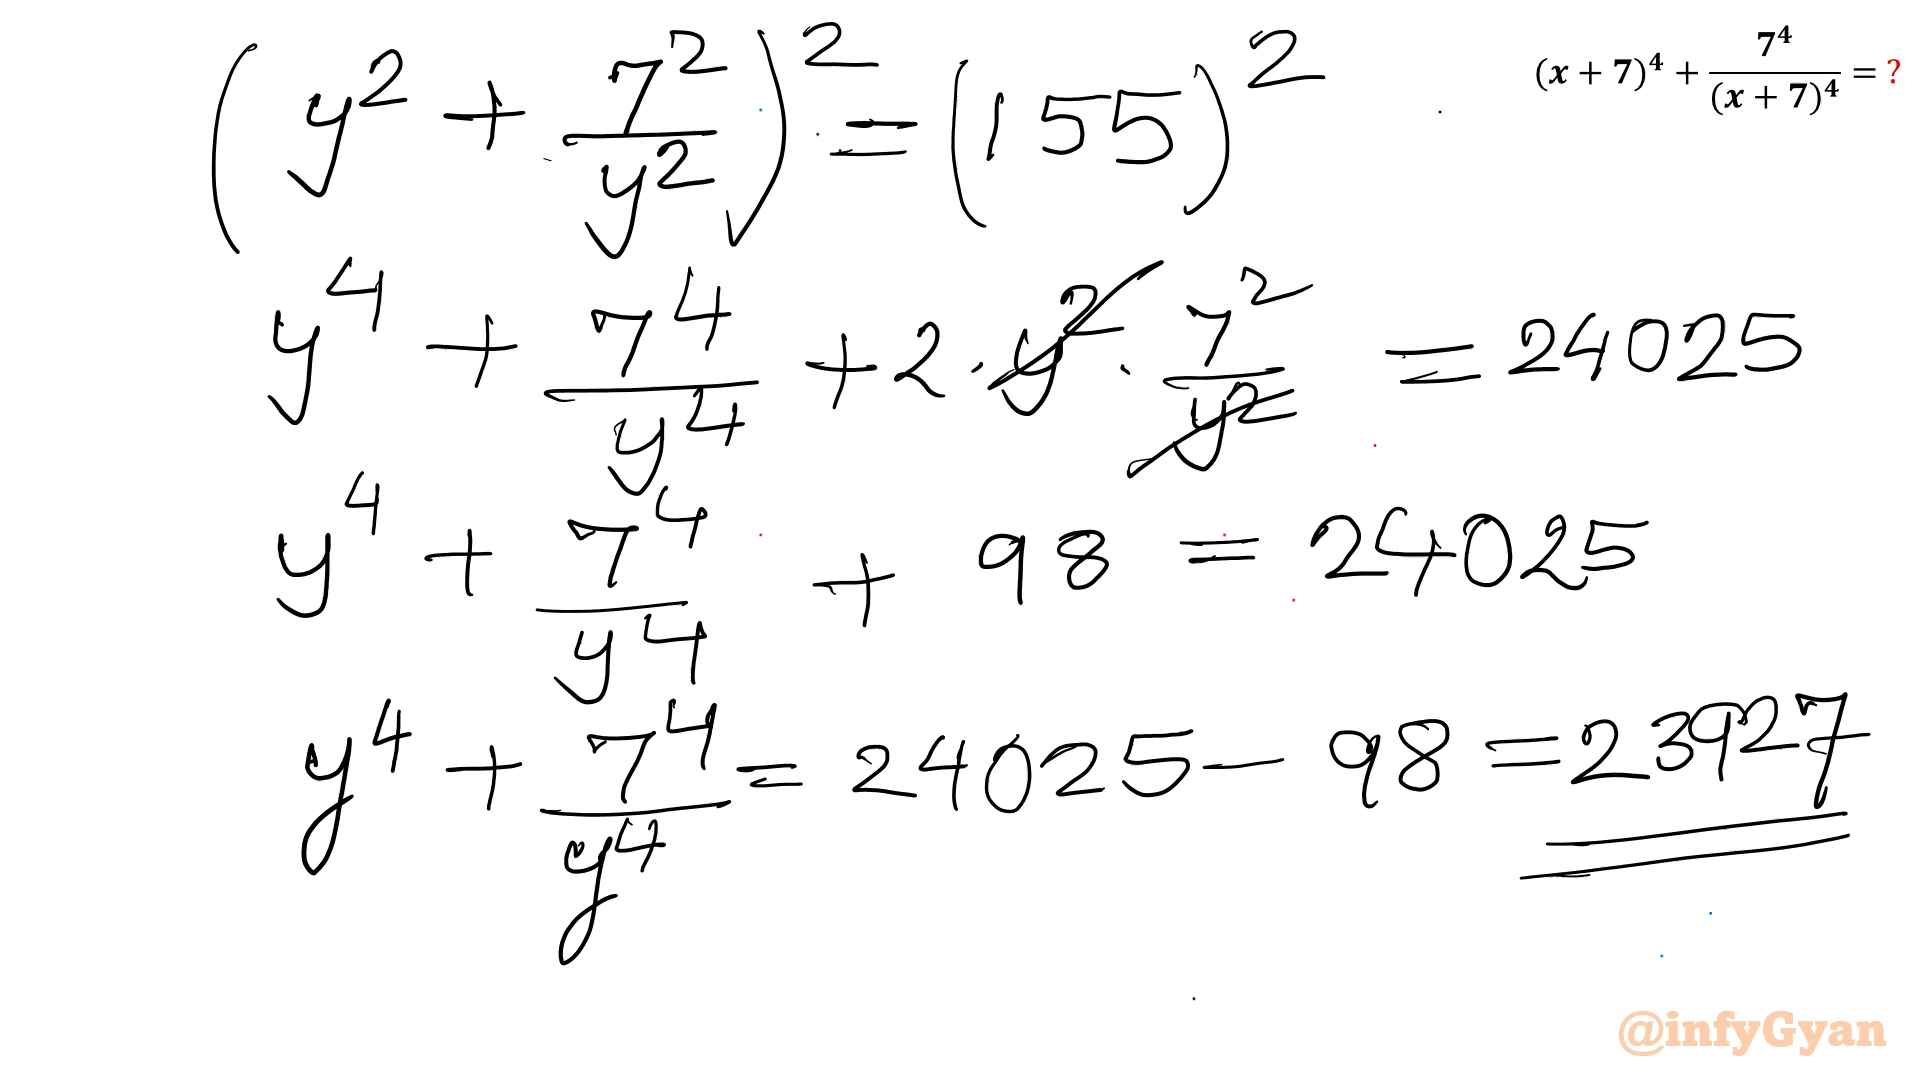 (y² + 7²/y²)² = (155)²
(x + 7)⁴ + 7⁴/(x + 7)⁴ = ?
y⁴ + 7⁴/y⁴ + 2 · y² · 7²/y² = 24025
y⁴ + 7⁴/y⁴ + 98 = 24025
y⁴ + 7⁴/y⁴ = 24025 − 98 = 23927
@infyGyan